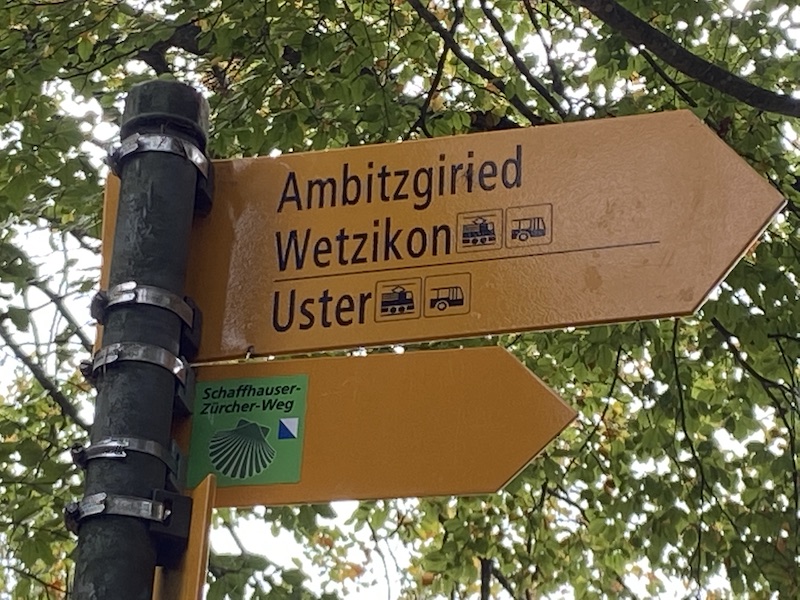 Ambitzgiried
Wetzikon
Uster
Schaffhauser-
Zürcher-Weg